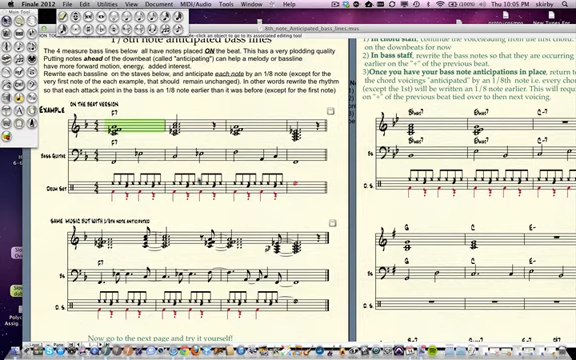 Finale 2012 File Edit Utilities View Document MIDI/Audio Plug-ins Window Help
Thu 10:05 PM skirby
8th_note_Anticipated_bass_lines.mus
1/8th note anticipated bass lines
The 4 measure bass lines below all have notes placed ON the beat. This has a very plodding quality
Putting notes ahead of the downbeat (called "anticipating") can help a melody or bassline
have more forward motion, energy, added interest.
Rewrite each bassline on the staves below, and anticipate each note by an 1/8 note (except for the
very first note of the each example, that should remain unchanged). In other words rewrite the rhythm
so that each attack point in the bass is an 1/8 note earlier than it was before (except for the first note)
EXAMPLE
ON THE BEAT VERSION
F7
BASS GUITAR
DRUM SET
SAME MUSIC BUT WITH 1/8TH NOTE ANTICIPATED
F7
D. S.
Now go to the next page and try it yourself!
1) In chord staff, continue the voiceleading from the first chord,
on the downbeats for now
2) In bass staff, rewrite the bass notes so that they are occurring
early on the "+" of the previous beat.
3)Once you have your bass note anticipations in place, return t
the chord voicings "anticipated" by an 1/8th note i.e. every chor
(except the 1st) will be written an 1/8th note earlier. This will requ
on "+" of the previous beat tied over to then next voicing.
C-7
G C E-
D. S.